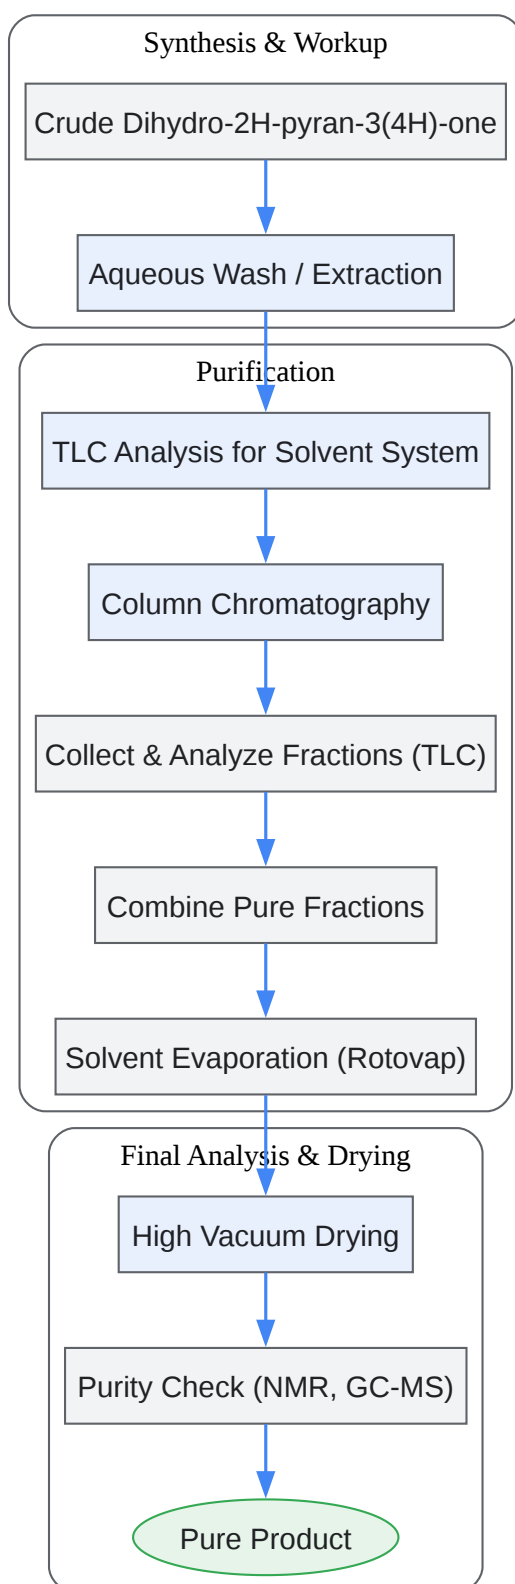 Synthesis & Workup
Crude Dihydro-2H-pyran-3(4H)-one
Aqueous Wash / Extraction
Purification
TLC Analysis for Solvent System
Column Chromatography
Collect & Analyze Fractions (TLC)
Combine Pure Fractions
Solvent Evaporation (Rotovap)
Final Analysis & Drying
High Vacuum Drying
Purity Check (NMR, GC-MS)
Pure Product